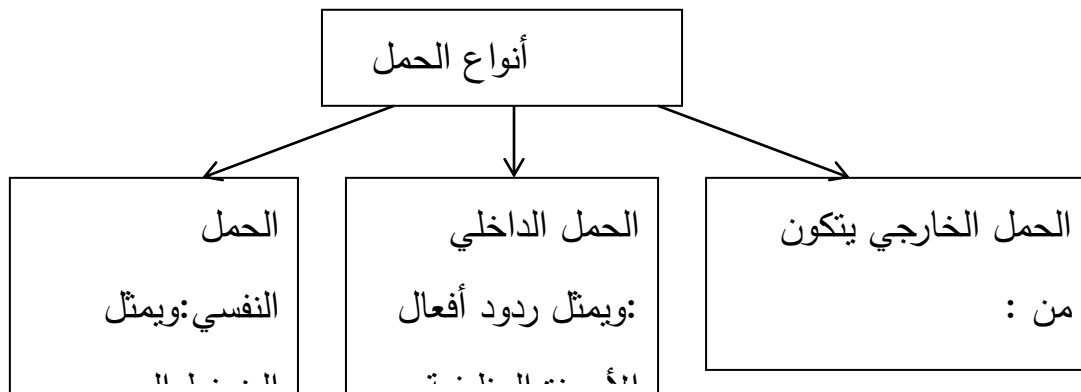 أنواع الحمل
الحمل الخارجي يتكون
من :
الحمل الداخلي
:ويمثل ردود أفعال
الحمل
النفسي:ويمثل